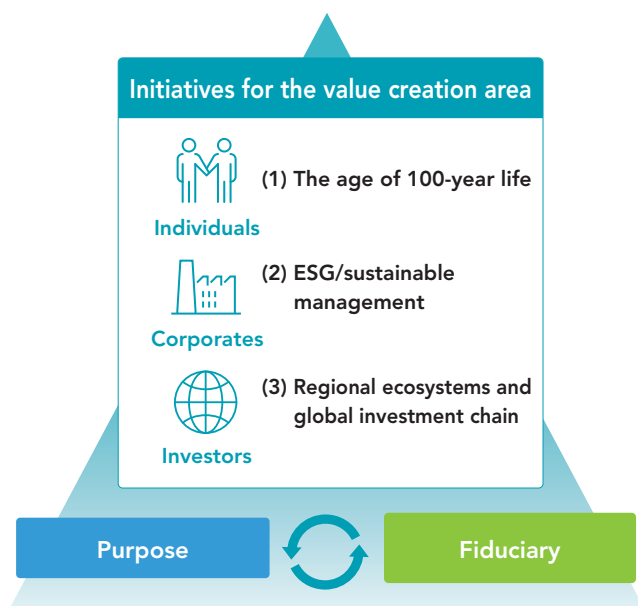 Initiatives for the value creation area
(1) The age of 100-year life
Individuals
(2) ESG/sustainable
management
Corporates
(3) Regional ecosystems and
global investment chain
Investors
Purpose
Fiduciary